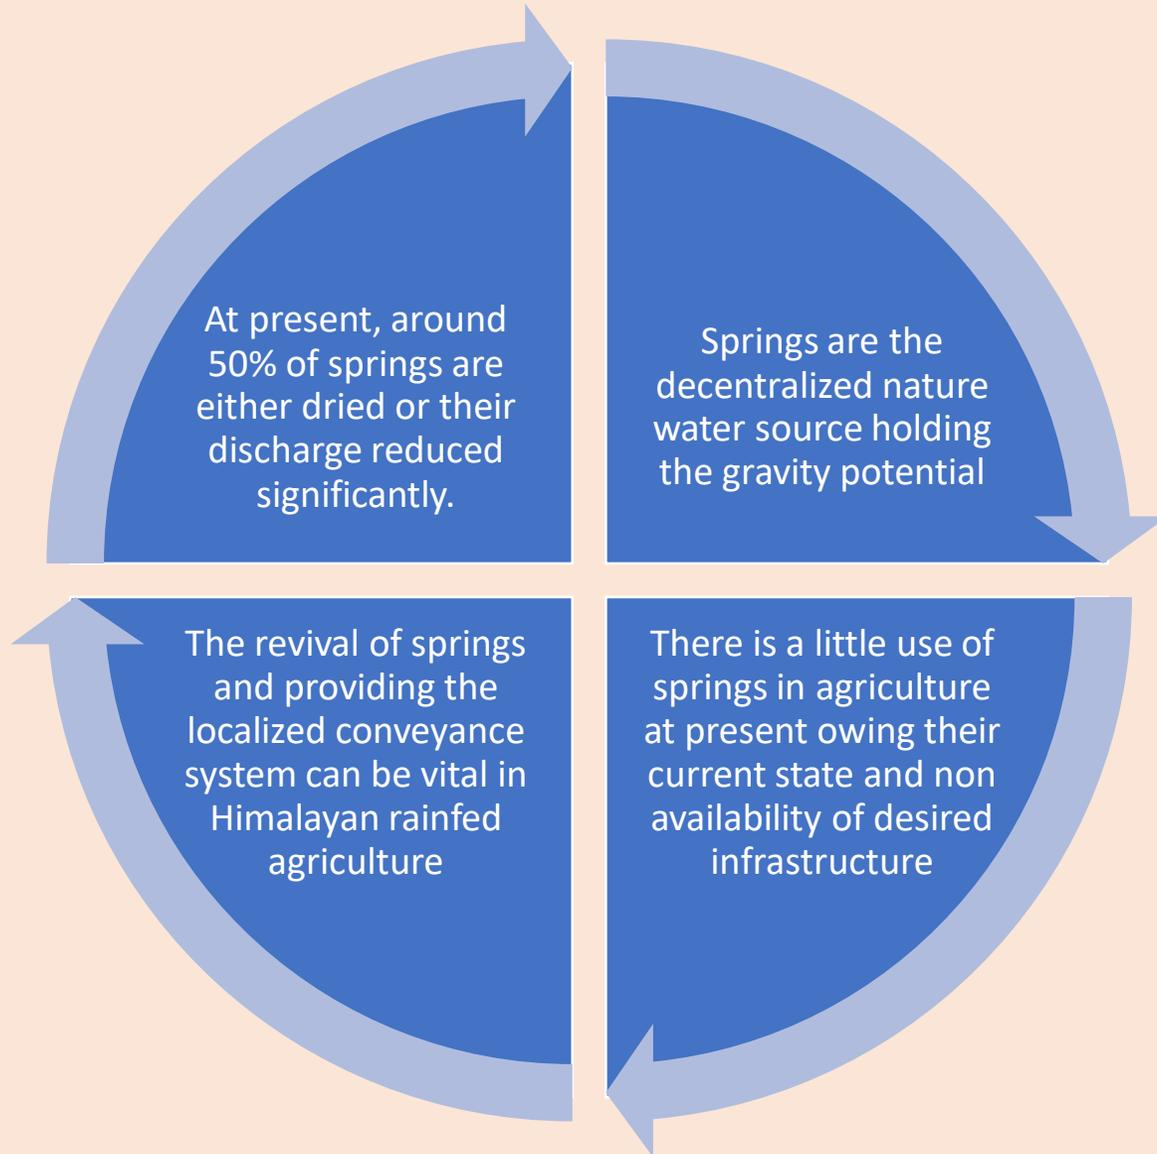 At present, around
50% of springs are
either dried or their
discharge reduced
significantly.
Springs are the
decentralized nature
water source holding
the gravity potential
The revival of springs
and providing the
localized conveyance
system can be vital in
Himalayan rainfed
agriculture
There is a little use of
springs in agriculture
at present owing their
current state and non
availability of desired
infrastructure